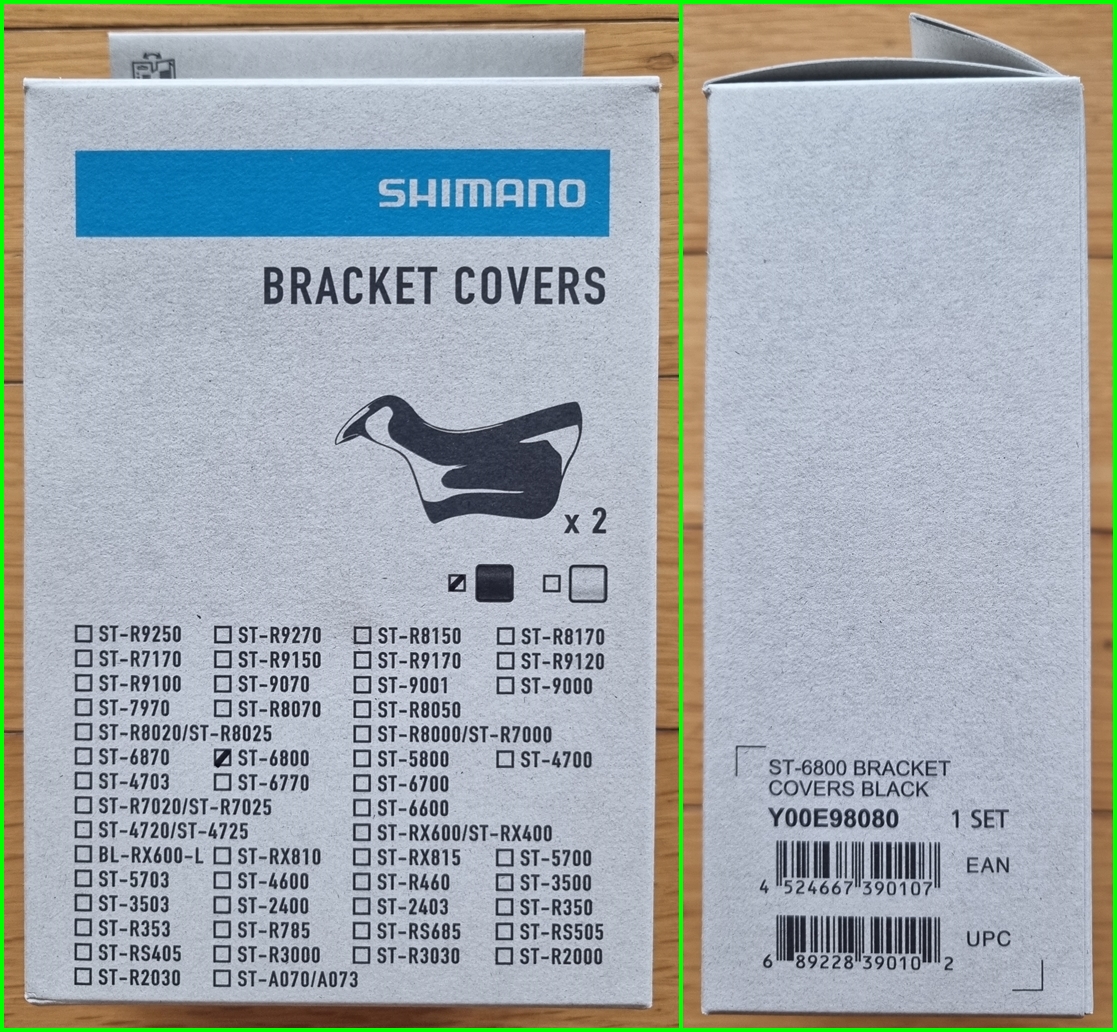 SHIMANO
BRACKET COVERS
x 2
ST-R9250 ST-R9270 ST-R8150 ST-R8170
ST-R7170 ST-R9150 ST-R9170 ST-R9120
ST-R9100 ST-9070 ST-9001 ST-9000
ST-7970 ST-R8070 ST-R8050
ST-R8020/ST-R8025 ST-R8000/ST-R7000
ST-6870 ST-6800 ST-5800 ST-4700
ST-4703 ST-6770 ST-6700
ST-R7020/ST-R7025 ST-6600
ST-4720/ST-4725 ST-RX600/ST-RX400
BL-RX600-L ST-RX810 ST-RX815 ST-5700
ST-5703 ST-4600 ST-R460 ST-3500
ST-3503 ST-2400 ST-2403 ST-R350
ST-R353 ST-R785 ST-RS685 ST-RS505
ST-RS405 ST-R3000 ST-R3030 ST-R2000
ST-R2030 ST-A070/A073
ST-6800 BRACKET
COVERS BLACK
Y00E98080 1 SET
EAN
4 524667 390107
UPC
6 89228 39010 2